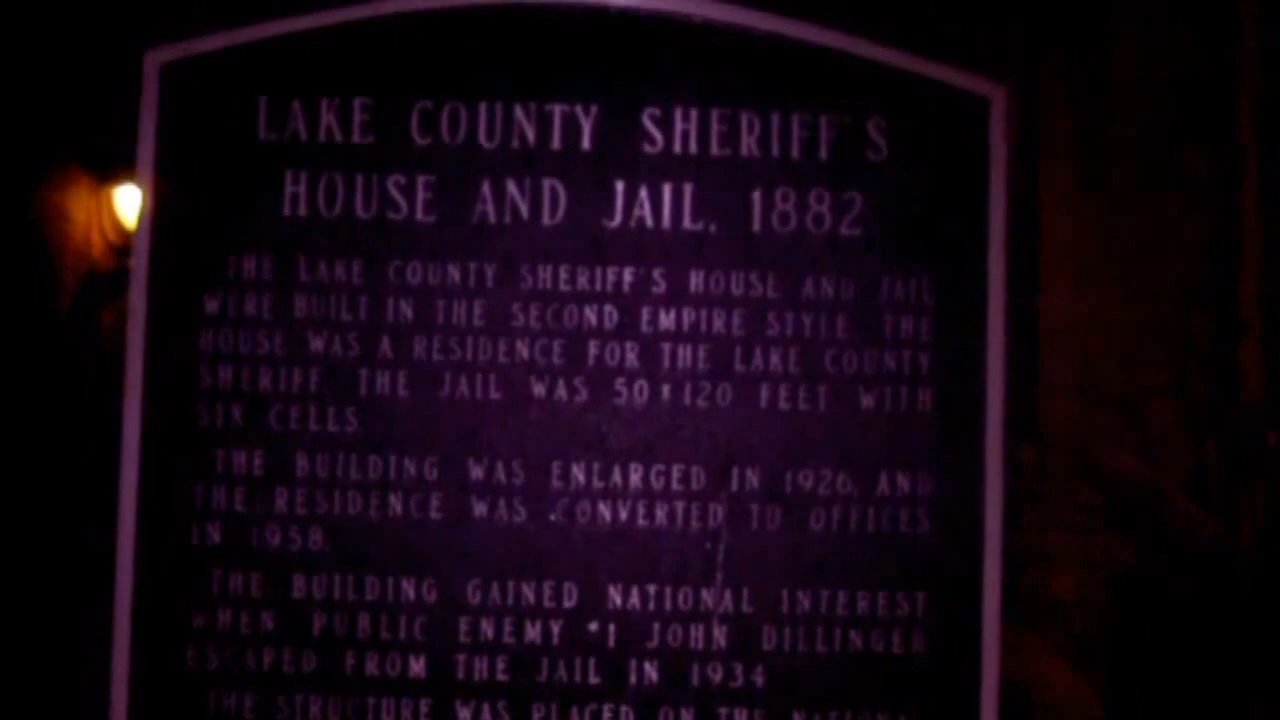 LAKE COUNTY SHERIFF'S
HOUSE AND JAIL, 1882
THE LAKE COUNTY SHERIFF'S HOUSE AND JAIL
WERE BUILT IN THE SECOND EMPIRE STYLE. THE
HOUSE WAS A RESIDENCE FOR THE LAKE COUNTY
SHERIFF. THE JAIL WAS 50 x 120 FEET WITH
SIX CELLS.
THE BUILDING WAS ENLARGED IN 1926, AND
THE RESIDENCE WAS CONVERTED TO OFFICES
IN 1958.
THE BUILDING GAINED NATIONAL INTEREST
WHEN PUBLIC ENEMY #1 JOHN DILLINGER
ESCAPED FROM THE JAIL IN 1934
THE STRUCTURE WAS PLACED ON THE NATIONAL